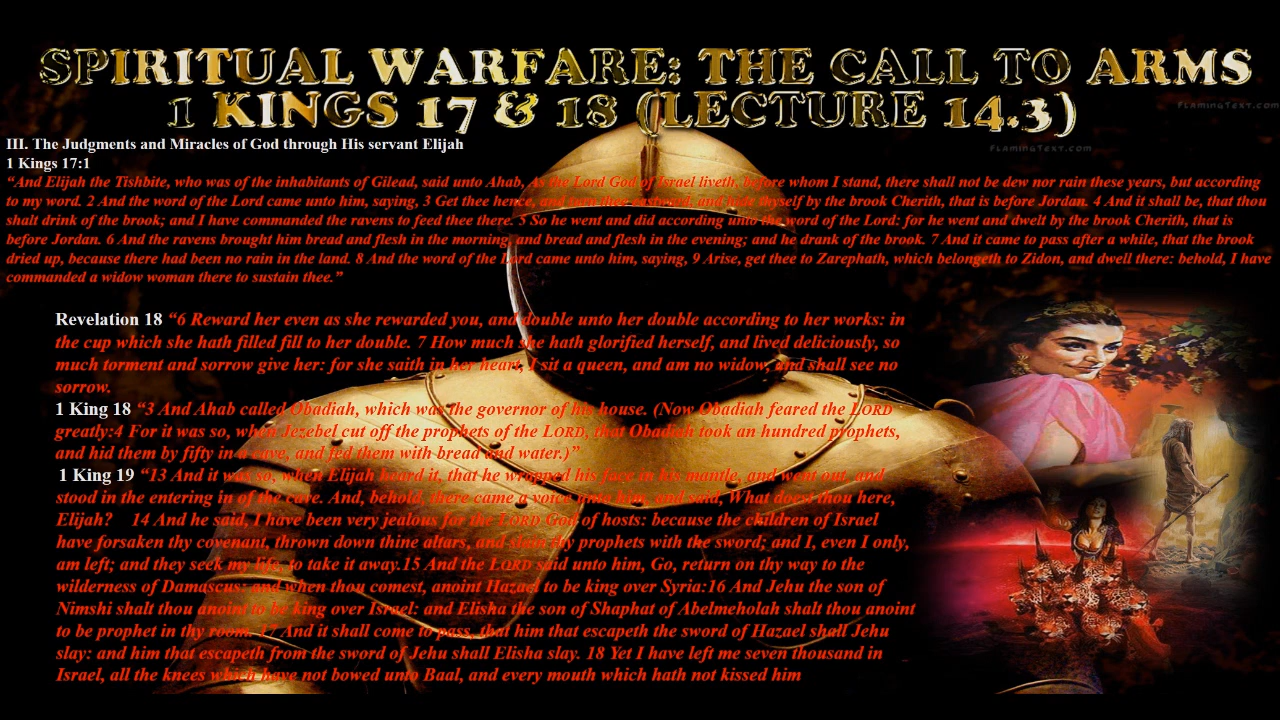 SPIRITUAL WARFARE: THE CALL TO ARMS
1 KINGS 17 & 18 (LECTURE 14.3)
FLAMINGTEXT.COM
FLAMINGTEXT.COM
III. The Judgments and Miracles of God through His servant Elijah
1 Kings 17:1
“And Elijah the Tishbite, who was of the inhabitants of Gilead, said unto Ahab, As the Lord God of Israel liveth, before whom I stand, there shall not be dew nor rain these years, but according
to my word. 2 And the word of the Lord came unto him, saying, 3 Get thee hence, and turn thee eastward, and hide thyself by the brook Cherith, that is before Jordan. 4 And it shall be, that thou
shalt drink of the brook; and I have commanded the ravens to feed thee there. 5 So he went and did according unto the word of the Lord: for he went and dwelt by the brook Cherith, that is
before Jordan. 6 And the ravens brought him bread and flesh in the morning, and bread and flesh in the evening; and he drank of the brook. 7 And it came to pass after a while, that the brook
dried up, because there had been no rain in the land. 8 And the word of the Lord came unto him, saying, 9 Arise, get thee to Zarephath, which belongeth to Zidon, and dwell there: behold, I have
commanded a widow woman there to sustain thee.”
Revelation 18 “6 Reward her even as she rewarded you, and double unto her double according to her works: in
the cup which she hath filled fill to her double. 7 How much she hath glorified herself, and lived deliciously, so
much torment and sorrow give her: for she saith in her heart, I sit a queen, and am no widow, and shall see no
sorrow.
1 King 18 “3 And Ahab called Obadiah, which was the governor of his house. (Now Obadiah feared the LORD
greatly:4 For it was so, when Jezebel cut off the prophets of the LORD, that Obadiah took an hundred prophets,
and hid them by fifty in a cave, and fed them with bread and water.)”
1 King 19 “13 And it was so, when Elijah heard it, that he wrapped his face in his mantle, and went out, and
stood in the entering in of the cave. And, behold, there came a voice unto him, and said, What doest thou here,
Elijah? 14 And he said, I have been very jealous for the LORD God of hosts: because the children of Israel
have forsaken thy covenant, thrown down thine altars, and slain thy prophets with the sword; and I, even I only,
am left; and they seek my life, to take it away.15 And the LORD said unto him, Go, return on thy way to the
wilderness of Damascus: and when thou comest, anoint Hazael to be king over Syria:16 And Jehu the son of
Nimshi shalt thou anoint to be king over Israel: and Elisha the son of Shaphat of Abelmeholah shalt thou anoint
to be prophet in thy room. 17 And it shall come to pass, that him that escapeth the sword of Hazael shall Jehu
slay: and him that escapeth from the sword of Jehu shall Elisha slay. 18 Yet I have left me seven thousand in
Israel, all the knees which have not bowed unto Baal, and every mouth which hath not kissed him